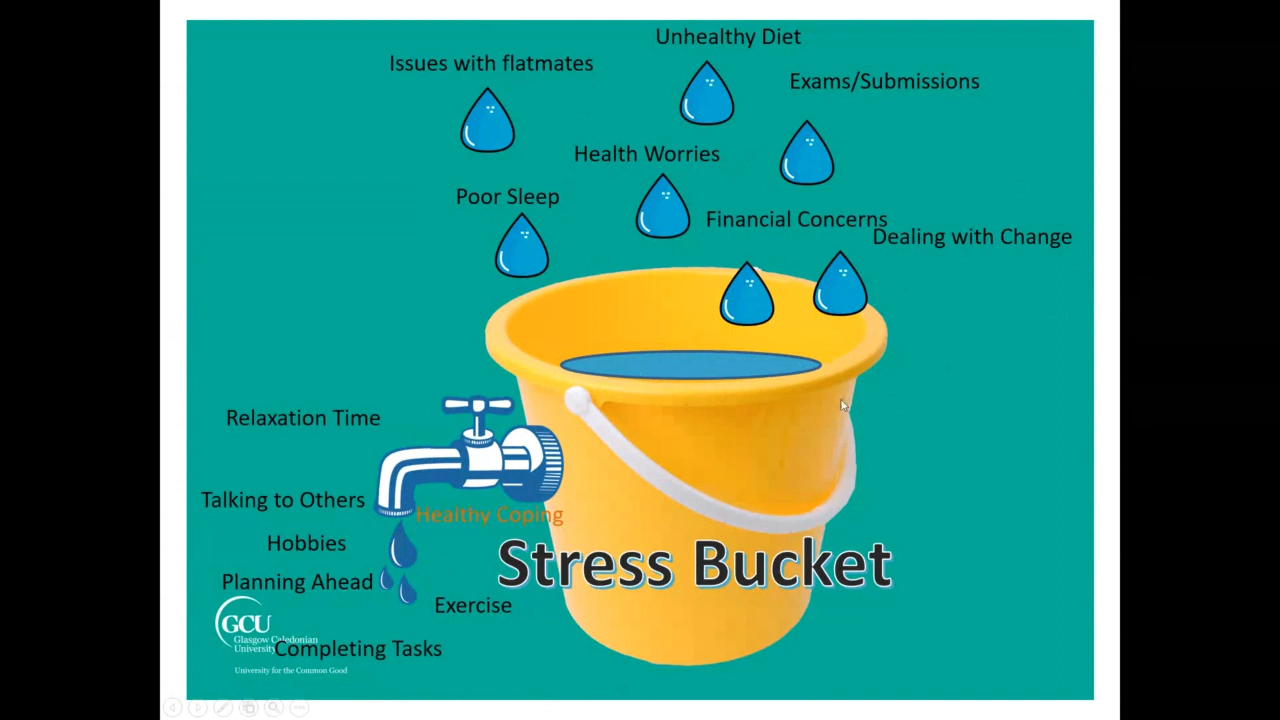 Unhealthy Diet
Issues with flatmates
Exams/Submissions
Health Worries
Poor Sleep
Financial Concerns
Dealing with Change
Relaxation Time
Talking to Others
Healthy Coping
Hobbies
Stress Bucket
Planning Ahead
Exercise
GCU
Glasgow Caledonian
University
Completing Tasks
University for the Common Good